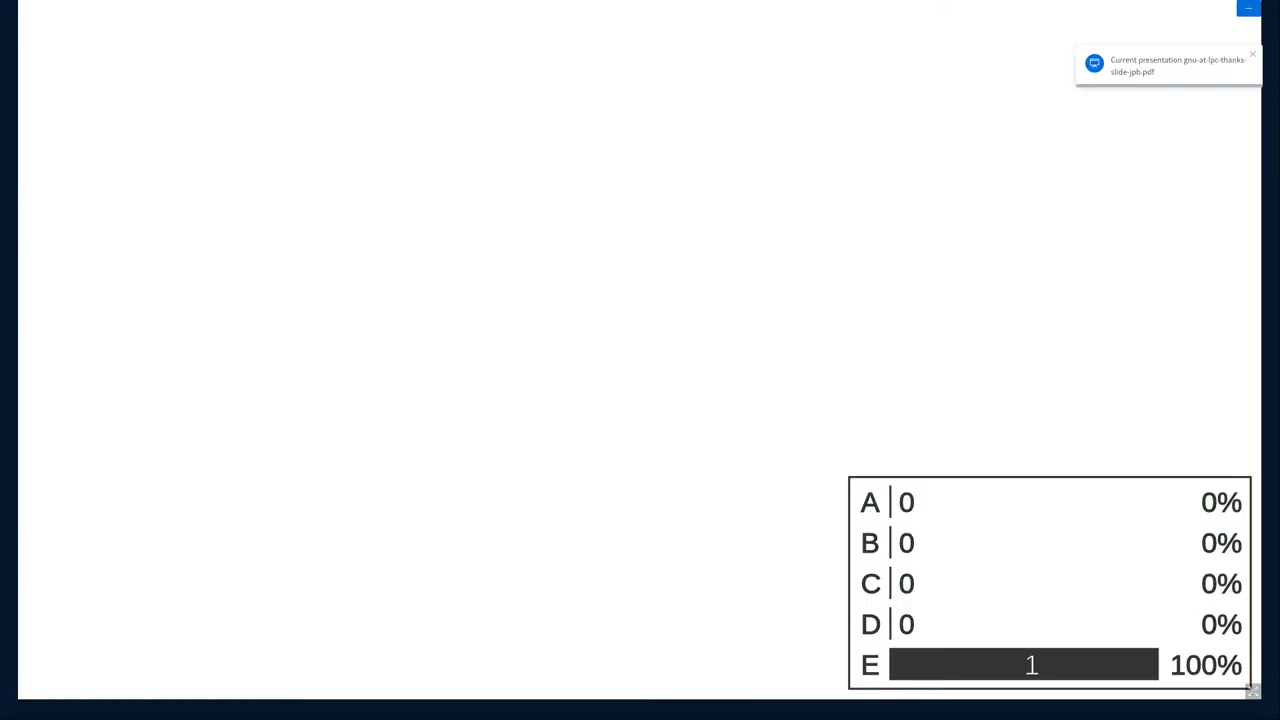 Current presentation gnu-at-lpc-thanks-
slide-jpb.pdf
A 0 0%
B 0 0%
C 0 0%
D 0 0%
E 1 100%